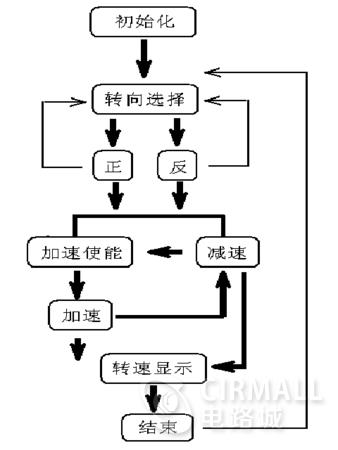 初始化
转向选择
正
反
加速使能
减速
加速
转速显示
CIRMALL
电路城
结束